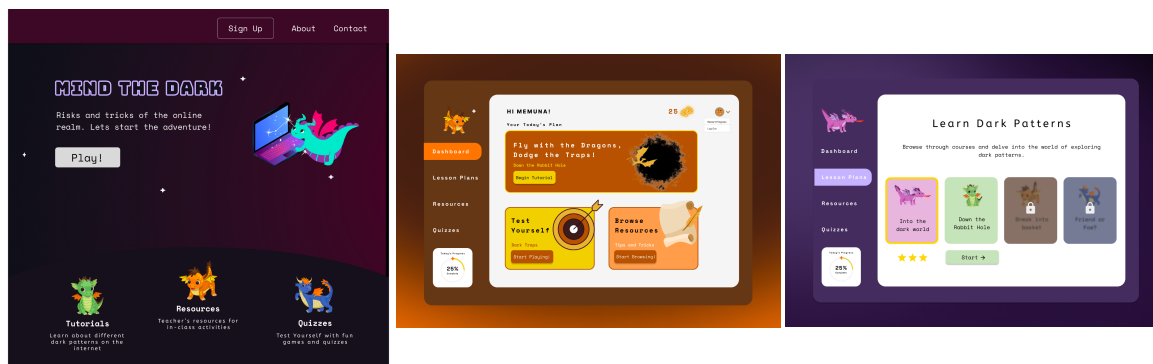 Sign Up
About
Contact
MIND THE DARK
Risks and tricks of the online
realm. Lets start the adventure!
Play!
Tutorials
Learn about different
dark patterns on the
internet
Resources
Teacher's resources for
in-class activities
Quizzes
Test Yourself with fun
games and quizzes
Dashboard
Lesson Plans
Resources
Quizzes
Today's Progress
25%
HI MEMUNA!
25
Your Today's Plan
Fly with the Dragons,
Dodge the Traps!
Down the Rabbit Hole
Begin Tutorial
Test
Yourself
Dark Traps
Start Playing!
Browse
Resources
Tips and Tricks
Start Browsing!
Dashboard
Lesson Plans
Resources
Quizzes
Today's Progress
25%
Learn Dark Patterns
Browse through courses and delve into the world of exploring
dark patterns.
Into the
dark world
Down the
Rabbit Hole
Start →
Friend or
Foe?